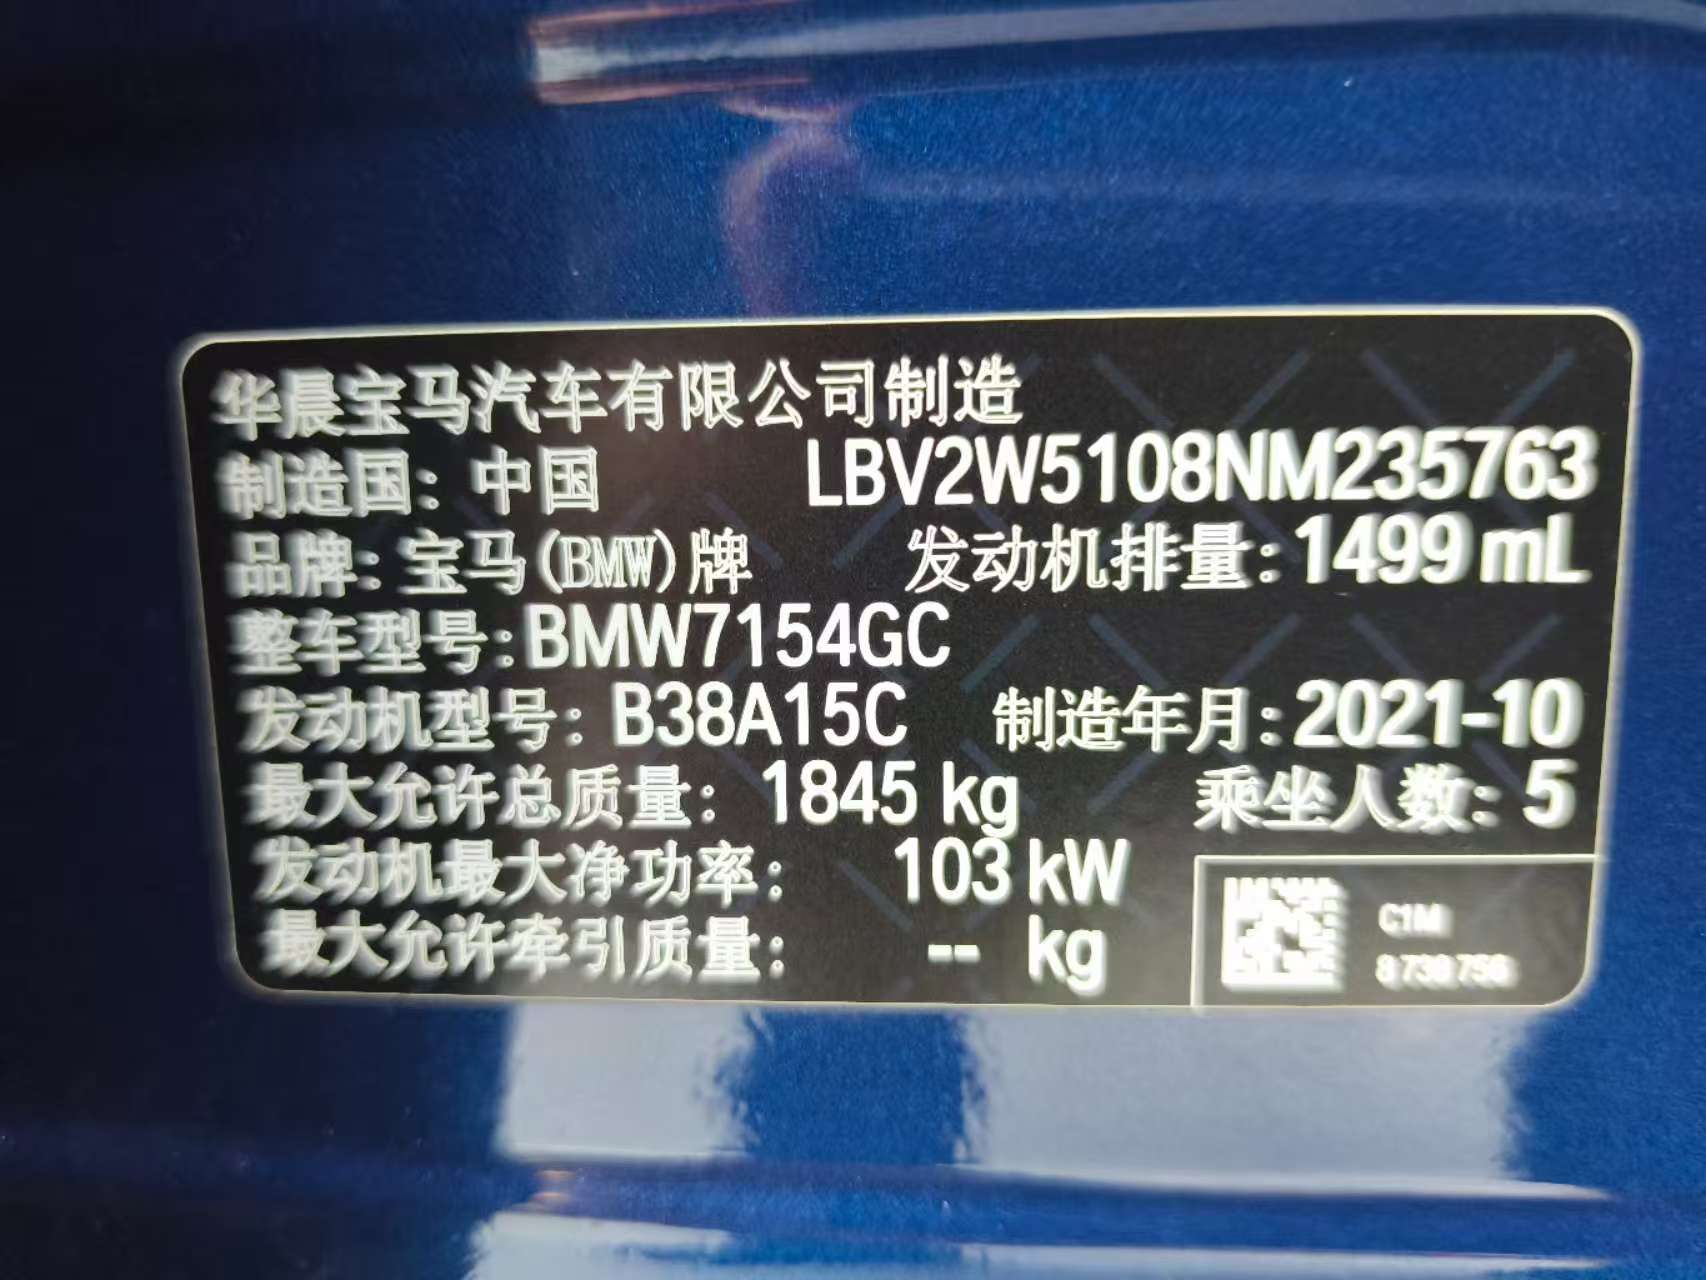 华晨宝马汽车有限公司制造
制造国：中国 LBV2W5108NM235763
品牌：宝马(BMW)牌 发动机排量：1499 mL
整车型号：BMW7154GC
发动机型号：B38A15C 制造年月：2021-10
最大允许总质量：1845 kg 乘坐人数：5
发动机最大净功率：103 kW
最大允许牵引质量：-- kg
C1M
8730756